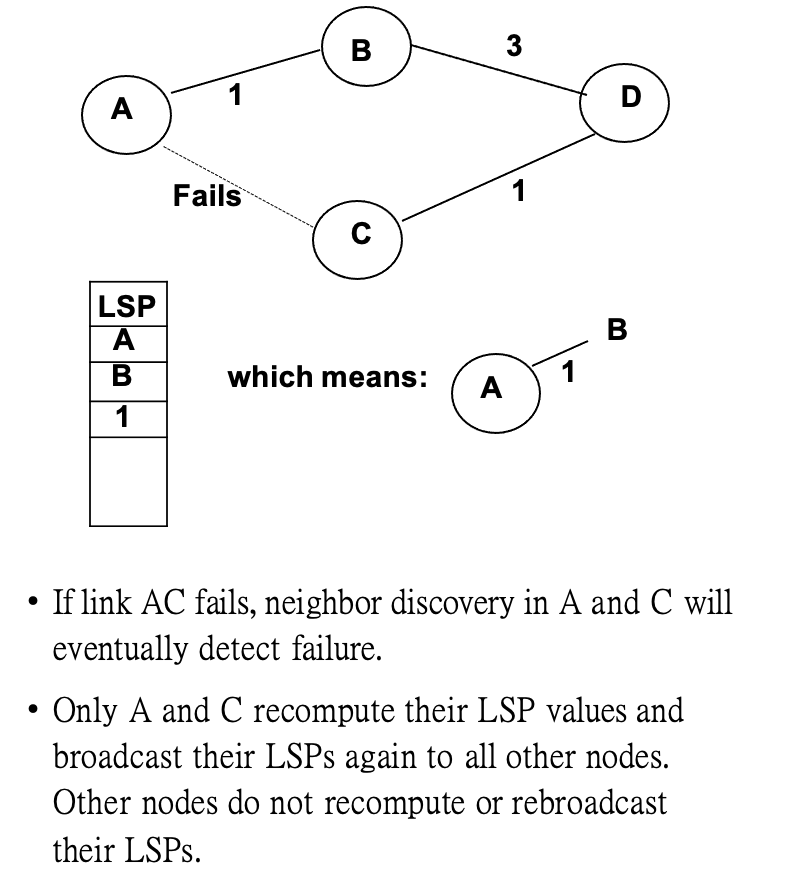 B
3
A
1
D
Fails
1
C
LSP
A
B
1
which means:
A
1
B
• If link AC fails, neighbor discovery in A and C will
eventually detect failure.
• Only A and C recompute their LSP values and
broadcast their LSPs again to all other nodes.
Other nodes do not recompute or rebroadcast
their LSPs.